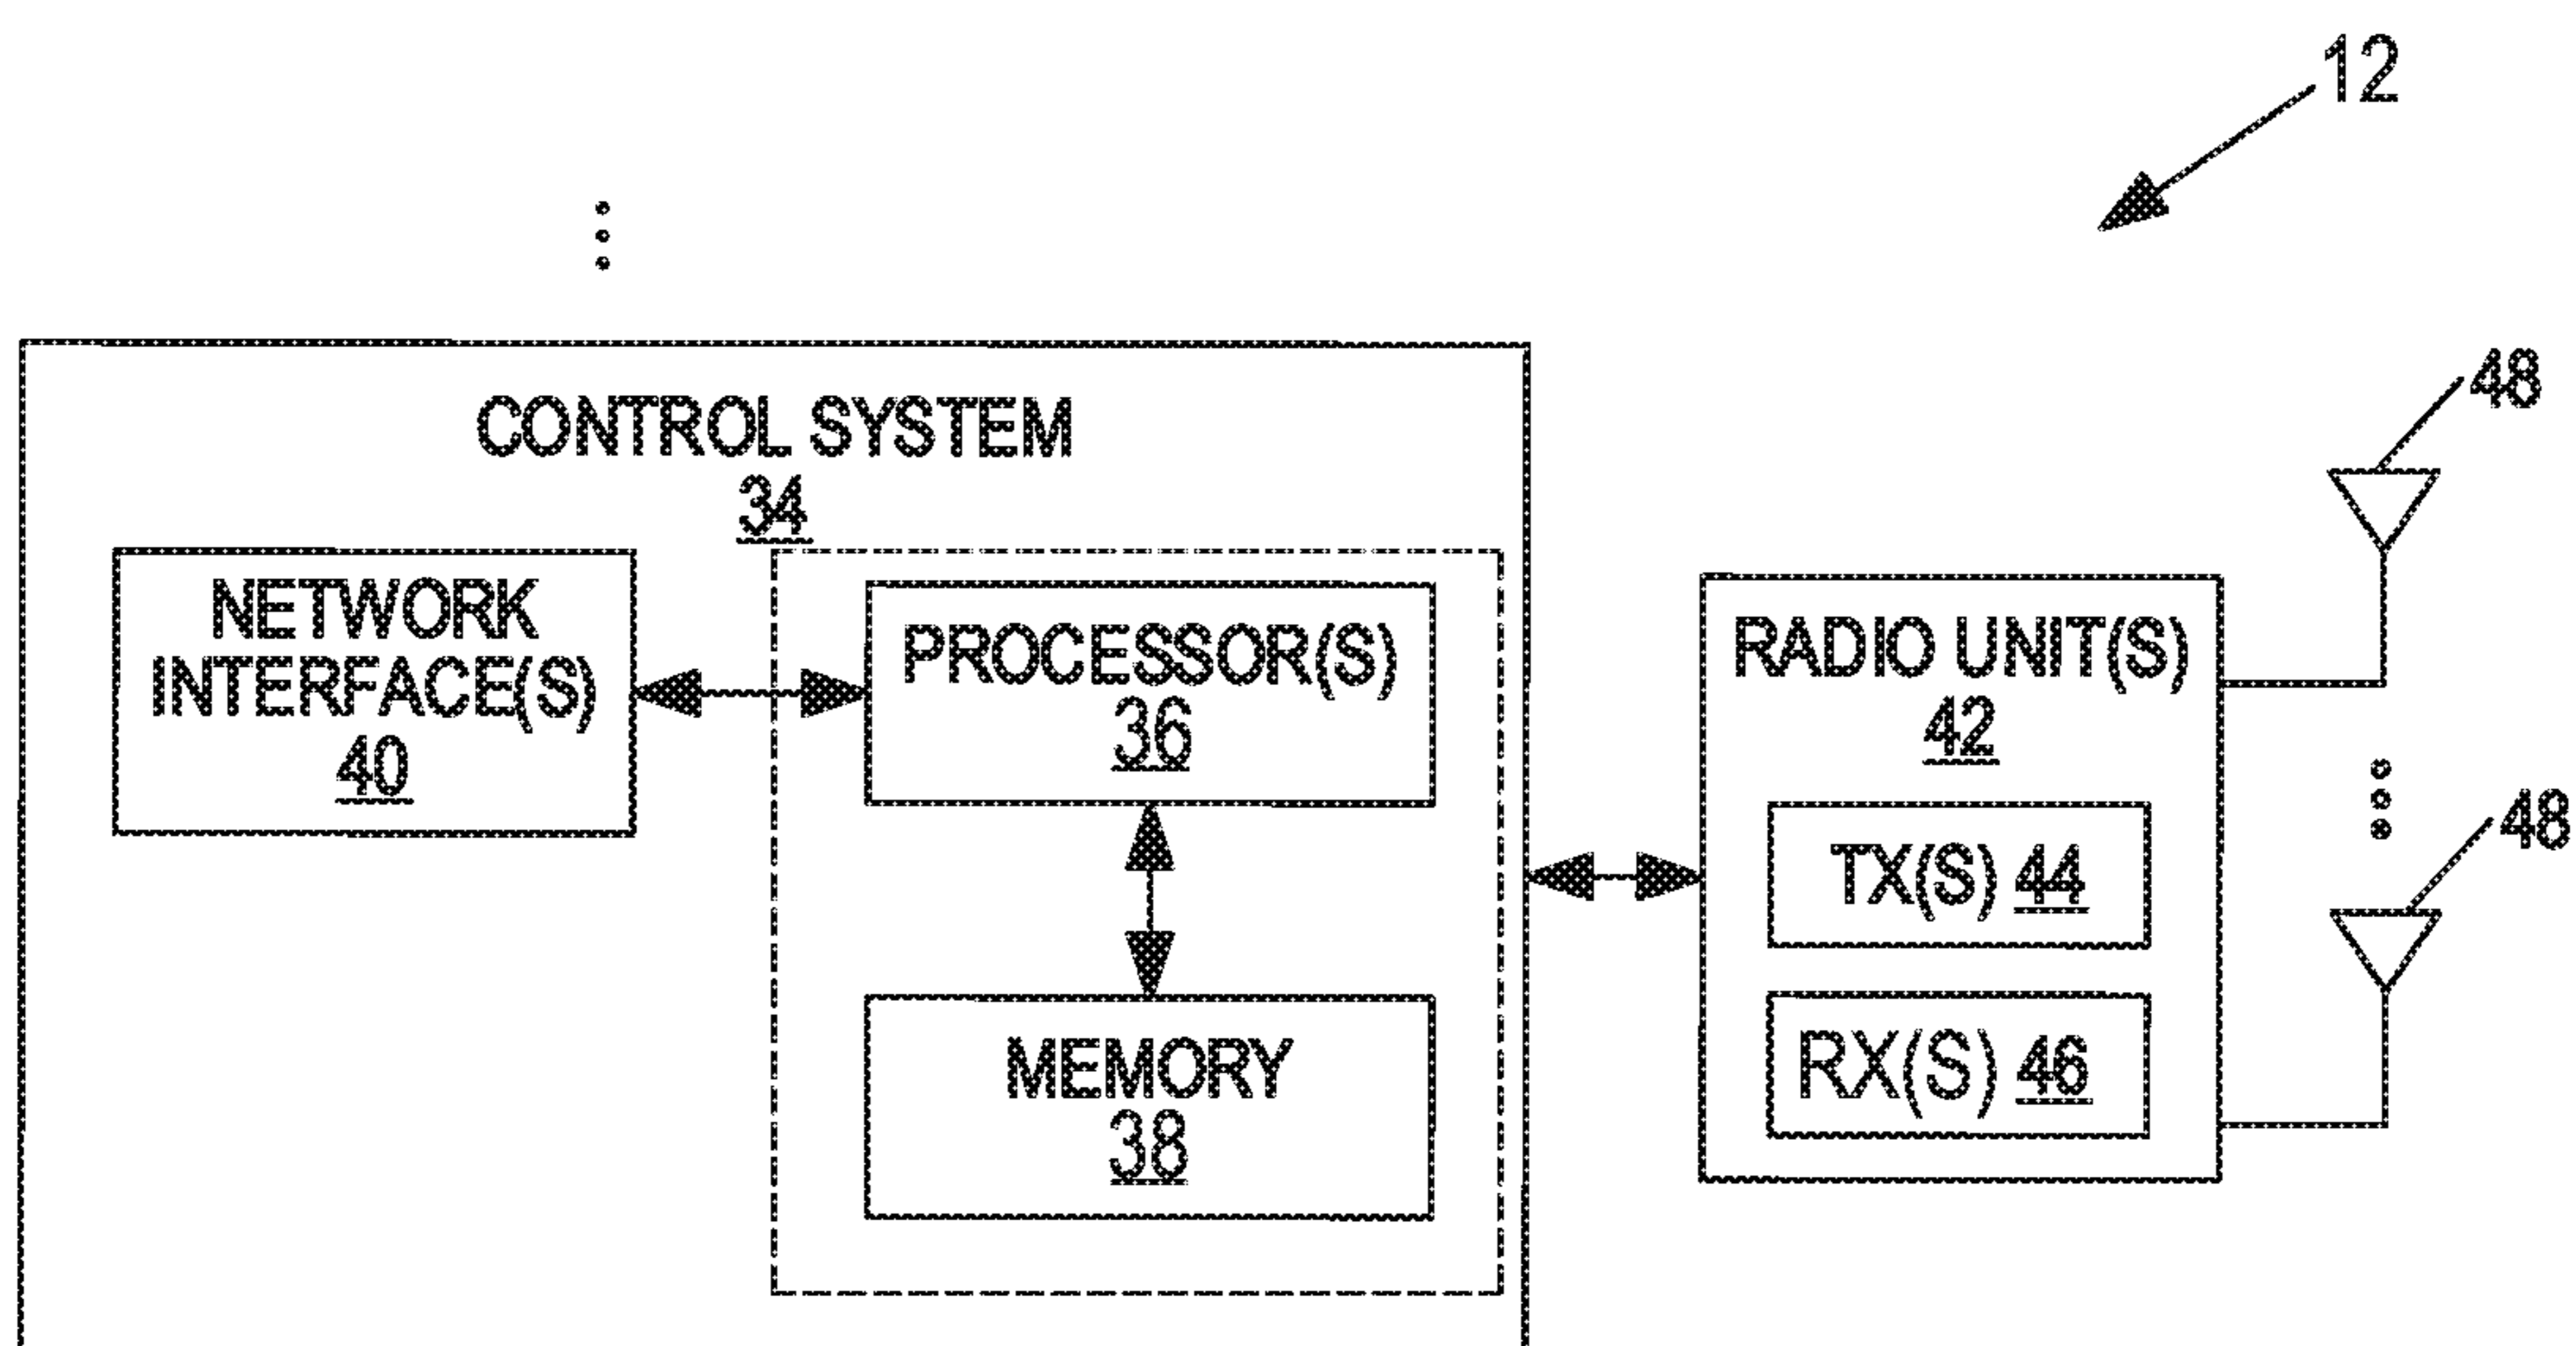 12
CONTROL SYSTEM
34
NETWORK
INTERFACE(S)
40
PROCESSOR(S)
36
MEMORY
38
RADIO UNIT(S)
42
TX(S) 44
RX(S) 46
48
48